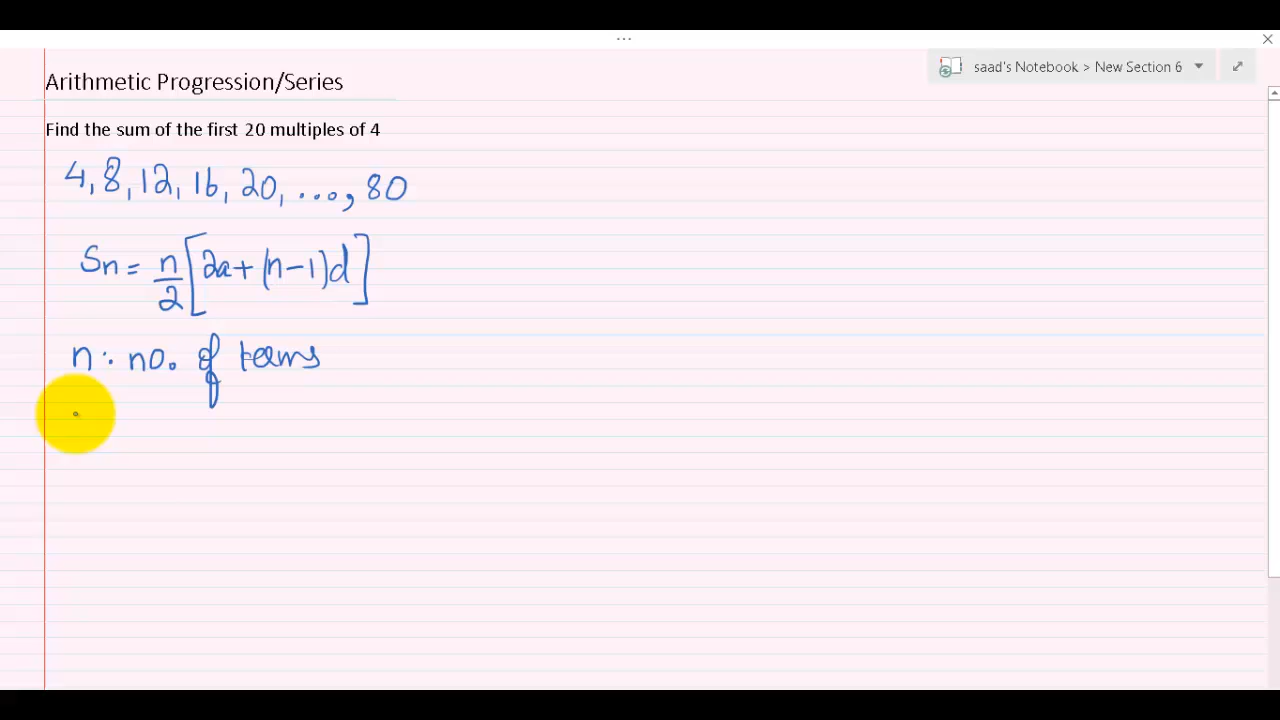 saad's Notebook > New Section 6
Arithmetic Progression/Series
Find the sum of the first 20 multiples of 4
4, 8, 12, 16, 20, ..., 80
Sn = n/2 [2a+(n-1)d]
n : no. of terms